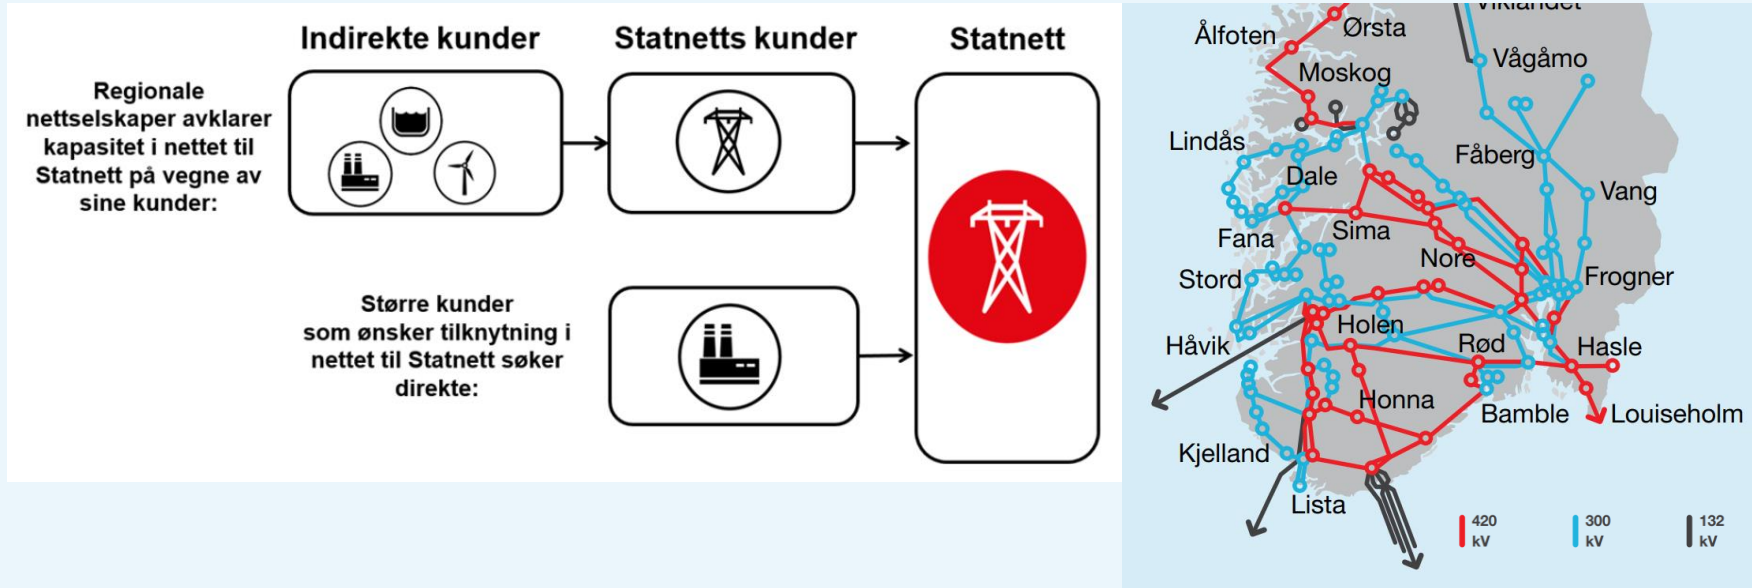 Indirekte kunder
Statnetts kunder
Statnett
Regionale
nettselskaper avklarer
kapasitet i nettet til
Statnett på vegne av
sine kunder:
Større kunder
som ønsker tilknytning i
nettet til Statnett søker
direkte:
Viklandet
Ørsta
Ålfoten
Vågåmo
Moskog
Lindås
Fåberg
Dale
Vang
Sima
Fana
Nore
Frogner
Stord
Holen
Håvik
Rød
Hasle
Honna
Bamble
Louiseholm
Kjelland
Lista
420
kV
300
kV
132
kV